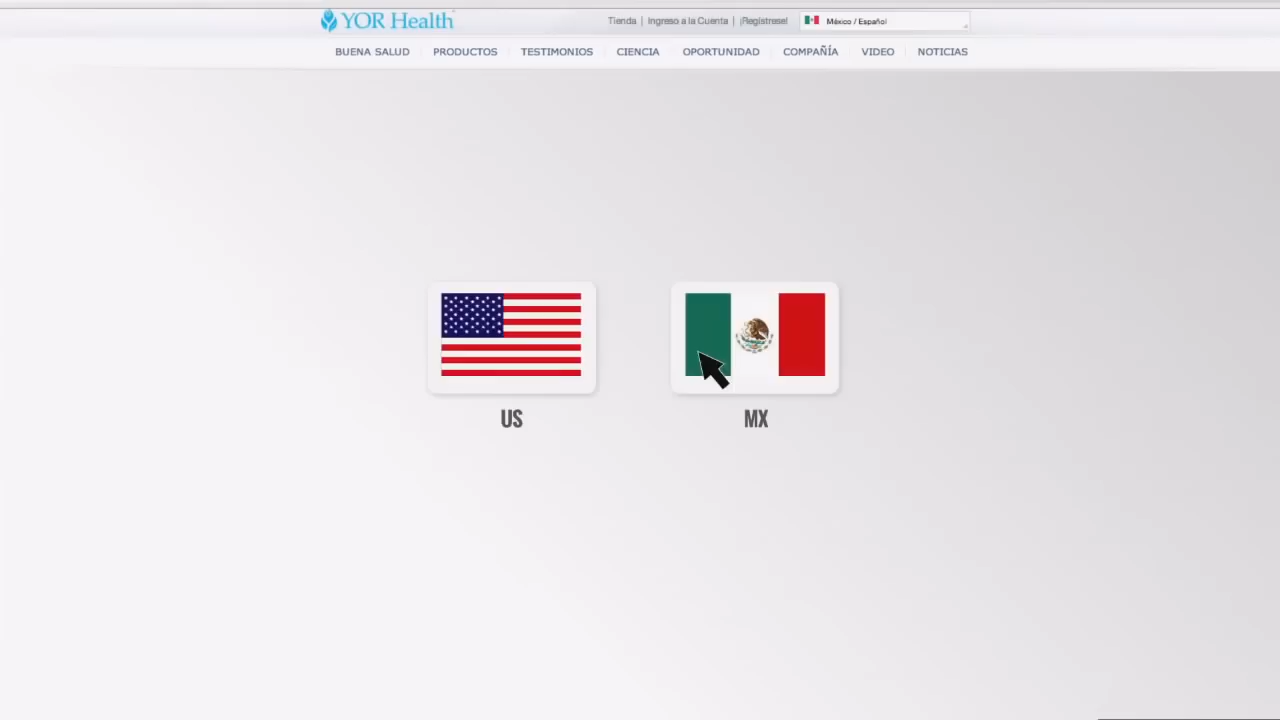 YOR Health
Tienda | Ingreso a la Cuenta | ¡Regístrese! México / Español
BUENA SALUD PRODUCTOS TESTIMONIOS CIENCIA OPORTUNIDAD COMPAÑÍA VIDEO NOTICIAS
US MX